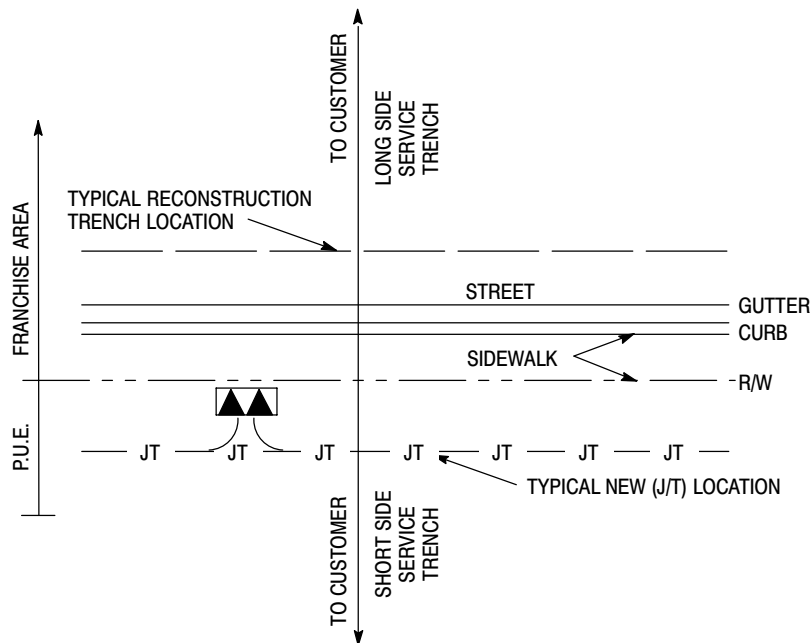 TO CUSTOMER
LONG SIDE
SERVICE
TRENCH
FRANCHISE AREA
TYPICAL RECONSTRUCTION
TRENCH LOCATION
STREET
GUTTER
CURB
SIDEWALK
R/W
P.U.E.
JT JT JT JT JT JT JT
TYPICAL NEW (J/T) LOCATION
TO CUSTOMER
SHORT SIDE
SERVICE
TRENCH